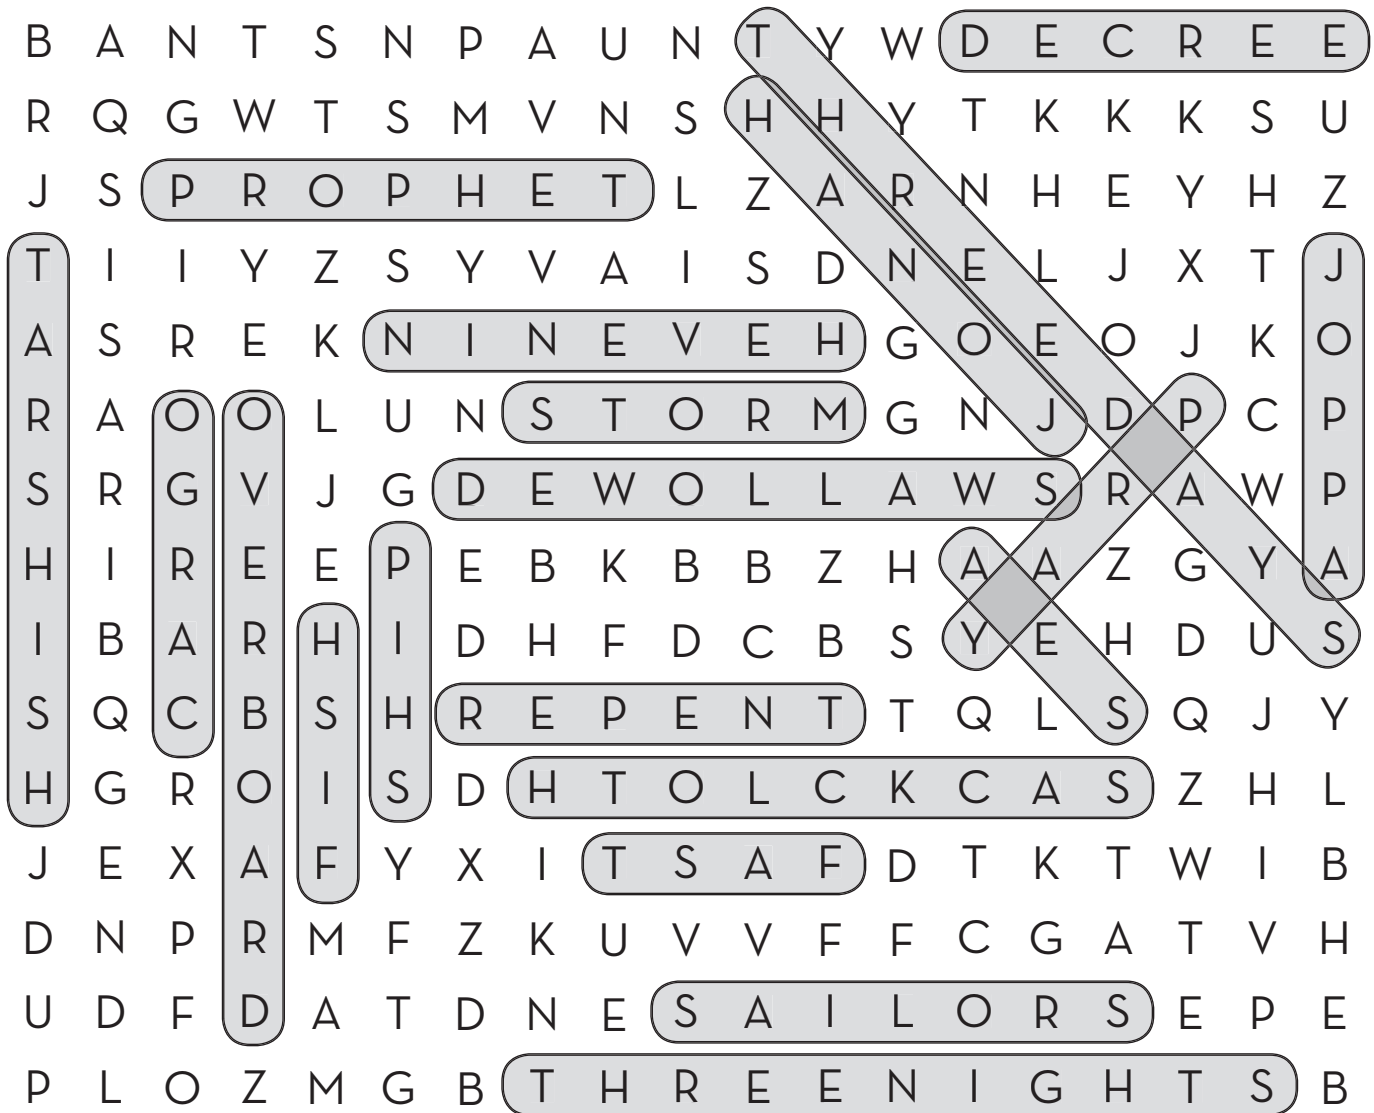 B A N T S N P A U N T Y W D E C R E E
R Q G W T S M V N S H H Y T K K K S U
J S P R O P H E T L Z A R N H E Y H Z
T I I Y Z S Y V A I S D N E L J X T J
A S R E K N I N E V E H G O E O J K O
R A O O L U N S T O R M G N J D P C P
S R G V J G D E W O L L A W S R A W P
H I R E E P E B K B B Z H A A Z G Y A
I B A R H I D H F D C B S Y E H D U S
S Q C B S H R E P E N T T Q L S Q J Y
H G R O I S D H T O L C K C A S Z H L
J E X A F Y X I T S A F D T K T W I B
D N P R M F Z K U V V F F C G A T V H
U D F D A T D N E S A I L O R S E P E
P L O Z M G B T H R E E N I G H T S B